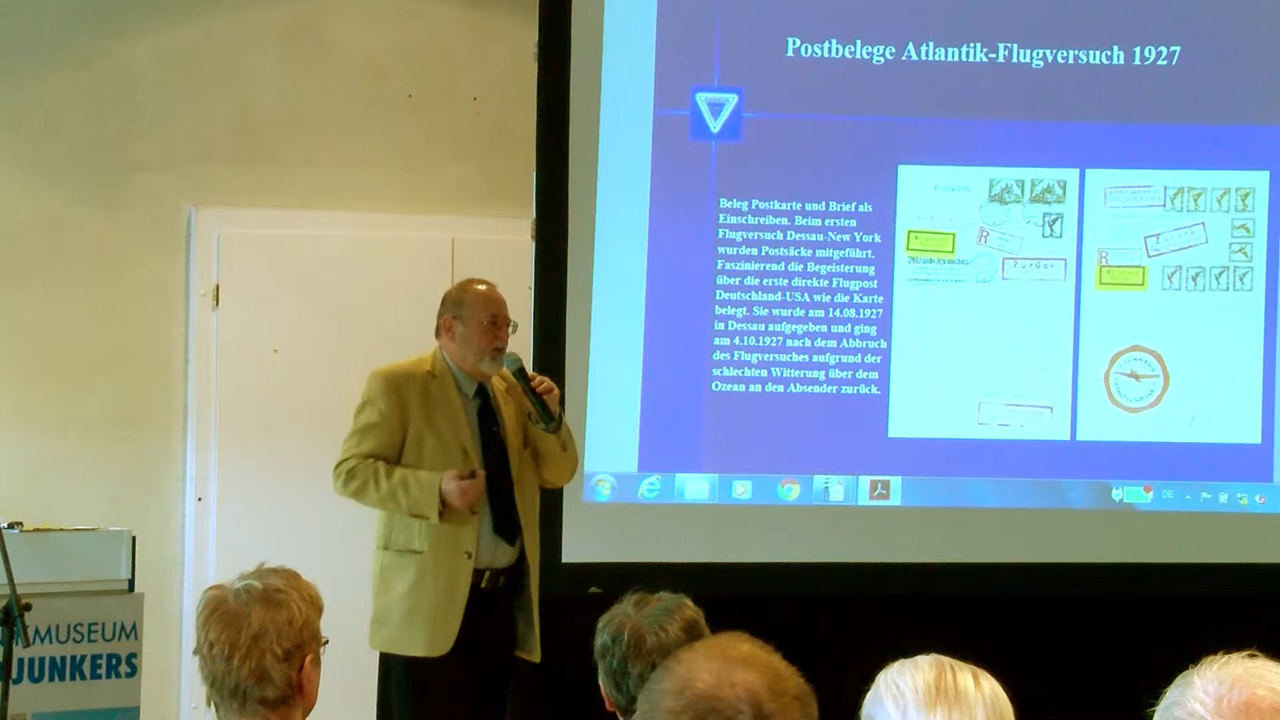 Postbelege Atlantik-Flugversuch 1927
Beleg Postkarte und Brief als
Einschreiben. Beim ersten
Flugversuch Dessau-New York
wurden Postsäcke mitgeführt.
Faszinierend die Begeisterung
über die erste direkte Flugpost
Deutschland-USA wie die Karte
belegt. Sie wurde am 14.08.1927
in Dessau aufgegeben und ging
am 4.10.1927 nach dem Abbruch
des Flugversuches aufgrund der
schlechten Witterung über dem
Ozean an den Absender zurück.
R
Zurück
Zurück
R
DE
KMUSEUM
JUNKERS